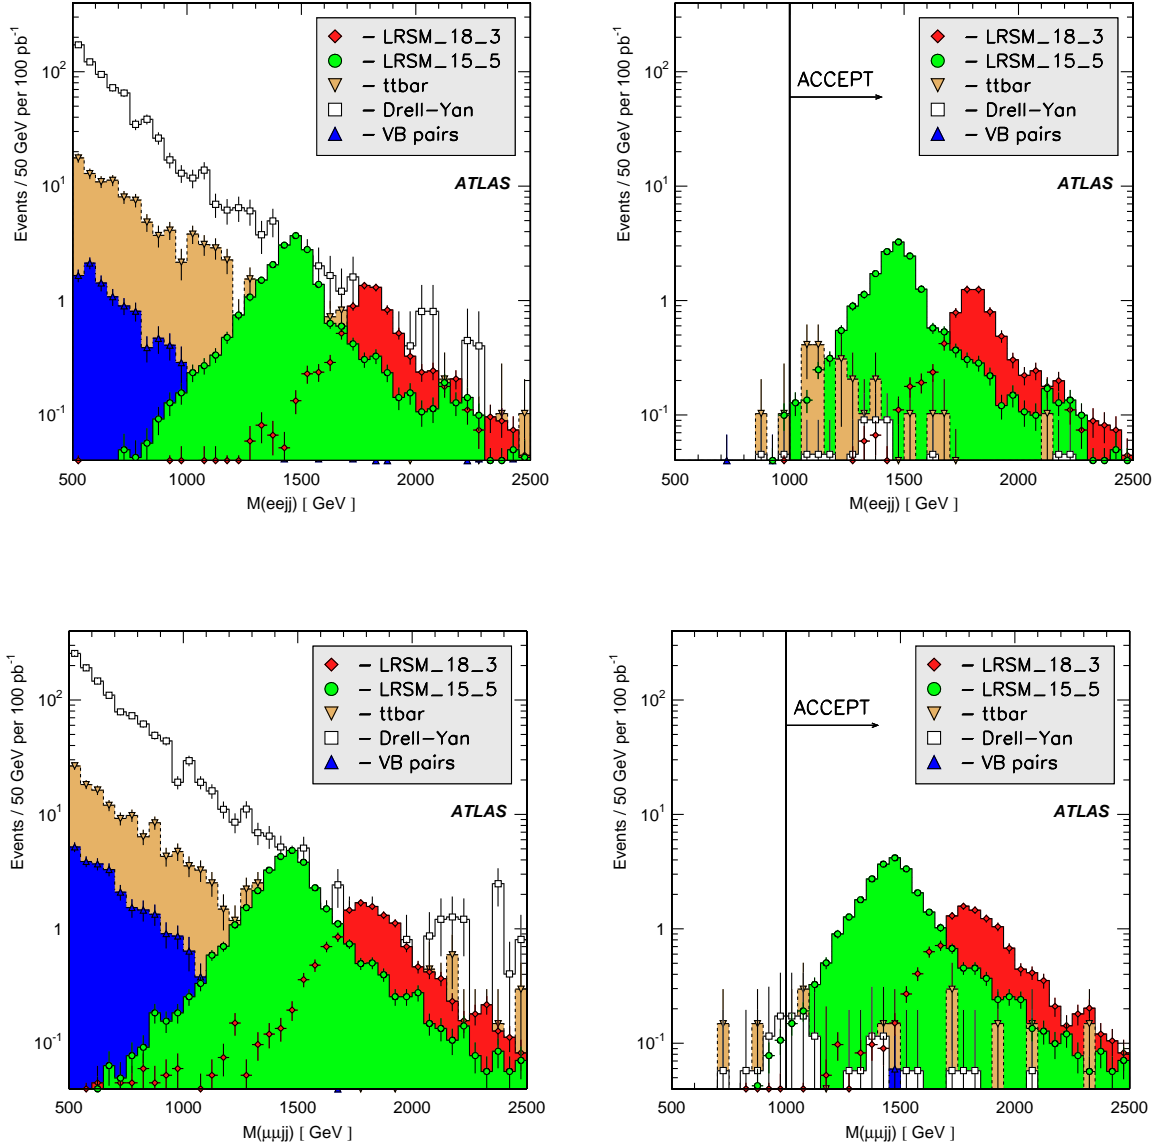 Events / 50 GeV per 100 pb⁻¹
10²
10¹
1
10⁻¹
– LRSM_18_3
– LRSM_15_5
– ttbar
– Drell–Yan
– VB pairs
ATLAS
500 1000 1500 2000 2500
M(eejj) [ GeV ]
Events / 50 GeV per 100 pb⁻¹
10²
10¹
1
10⁻¹
ACCEPT
– LRSM_18_3
– LRSM_15_5
– ttbar
– Drell–Yan
– VB pairs
ATLAS
500 1000 1500 2000 2500
M(eejj) [ GeV ]
Events / 50 GeV per 100 pb⁻¹
10²
10¹
1
10⁻¹
– LRSM_18_3
– LRSM_15_5
– ttbar
– Drell–Yan
– VB pairs
ATLAS
500 1000 1500 2000 2500
M(μμjj) [ GeV ]
Events / 50 GeV per 100 pb⁻¹
10²
10¹
1
10⁻¹
ACCEPT
– LRSM_18_3
– LRSM_15_5
– ttbar
– Drell–Yan
– VB pairs
ATLAS
500 1000 1500 2000 2500
M(μμjj) [ GeV ]